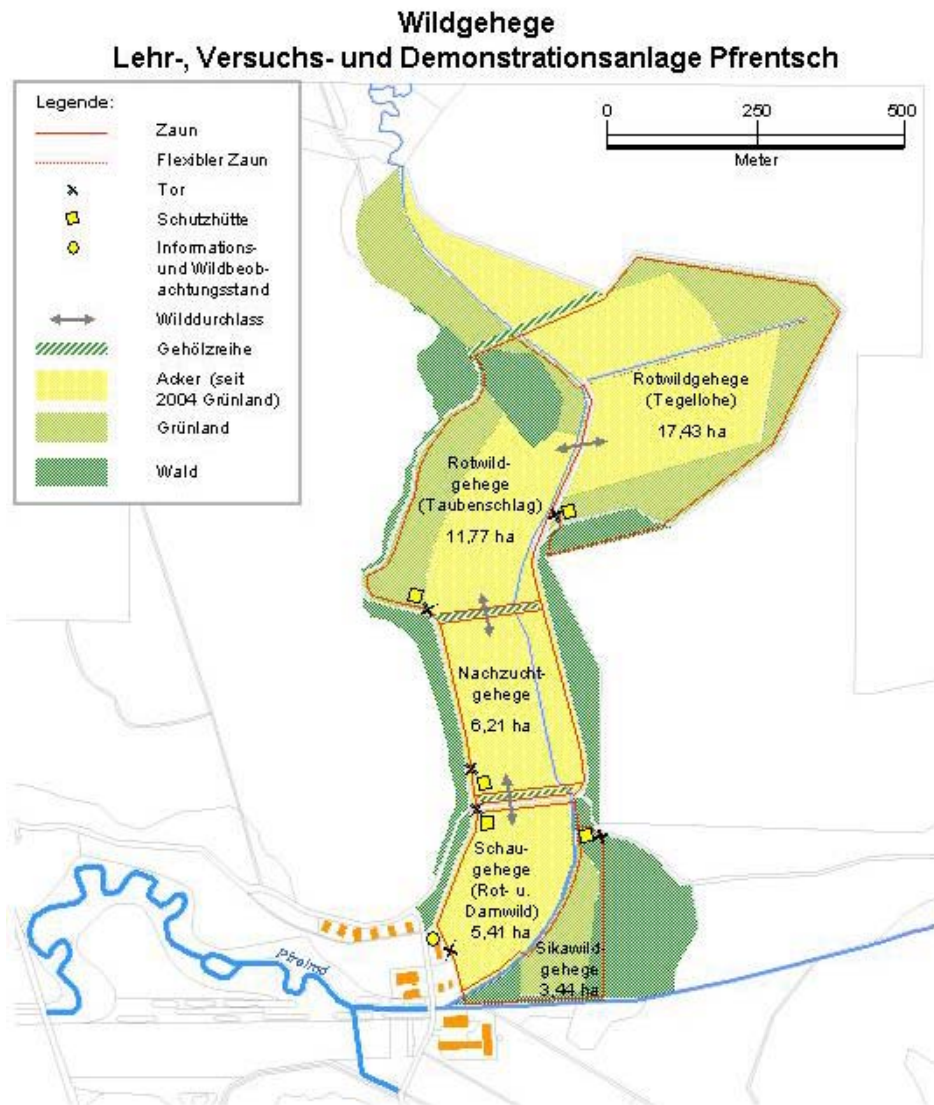 Wildgehege
Lehr-, Versuchs- und Demonstrationsanlage Pfrentsch
Legende:
Zaun
Flexibler Zaun
Tor
Schutzhütte
Informations-
und Wildbeob-
achtungsstand
Wilddurchlass
Gehölzreihe
Acker (seit
2004 Grünland)
Grünland
Wald
0 250 500
Meter
Rotwildgehege
(Tegellohe)
17,43 ha
Rotwild-
gehege
(Taubenschlag)
11,77 ha
Nachzucht-
gehege
6,21 ha
Schau-
gehege
(Rot- u.
Damwild)
5,41 ha
Sikawild-
gehege
3,44 ha
Pfreimd